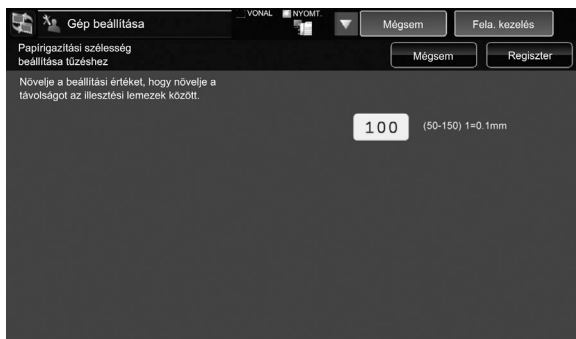 Gép beállítása
VONAL
NYOMT.
Mégsem
Fela. kezelés
Papírigazítási szélesség
beállítása tűzéshez
Mégsem
Regiszter
Növelje a beállítási értéket, hogy növelje a
távolságot az illesztési lemezek között.
100
(50-150) 1=0.1mm